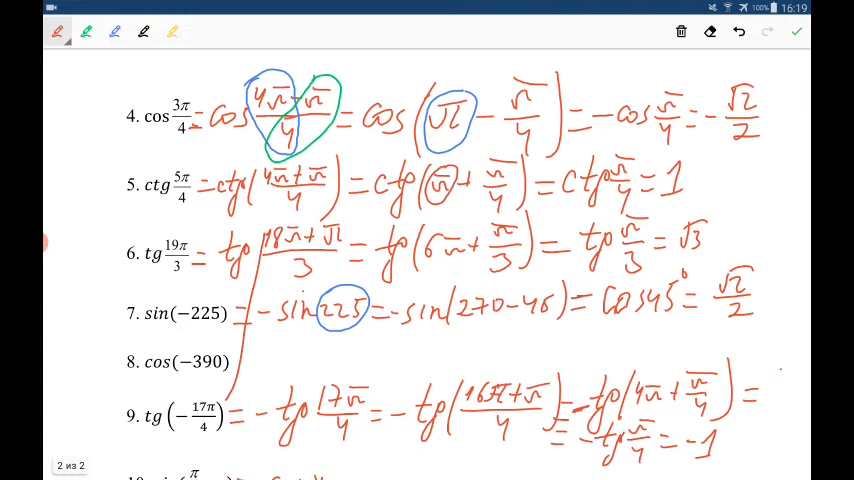 100% 16:19
4. cos 3π/4 = cos (4π-π)/4 = cos(π - π/4) = -cos π/4 = -√2/2
5. ctg 5π/4 = ctg(4π+π)/4) = ctg(π + π/4) = ctg π/4 = 1
6. tg 19π/3 = tg (18π+π)/3 = tg(6π + π/3) = tg π/3 = √3
7. sin(−225) = -sin 225 = -sin(270-45) = cos 45° = √2/2
8. cos(−390)
9. tg (− 17π/4) = -tg 17π/4 = -tg((16π+π)/4) = -tg(4π + π/4) =
= -tg π/4 = -1
2 из 2